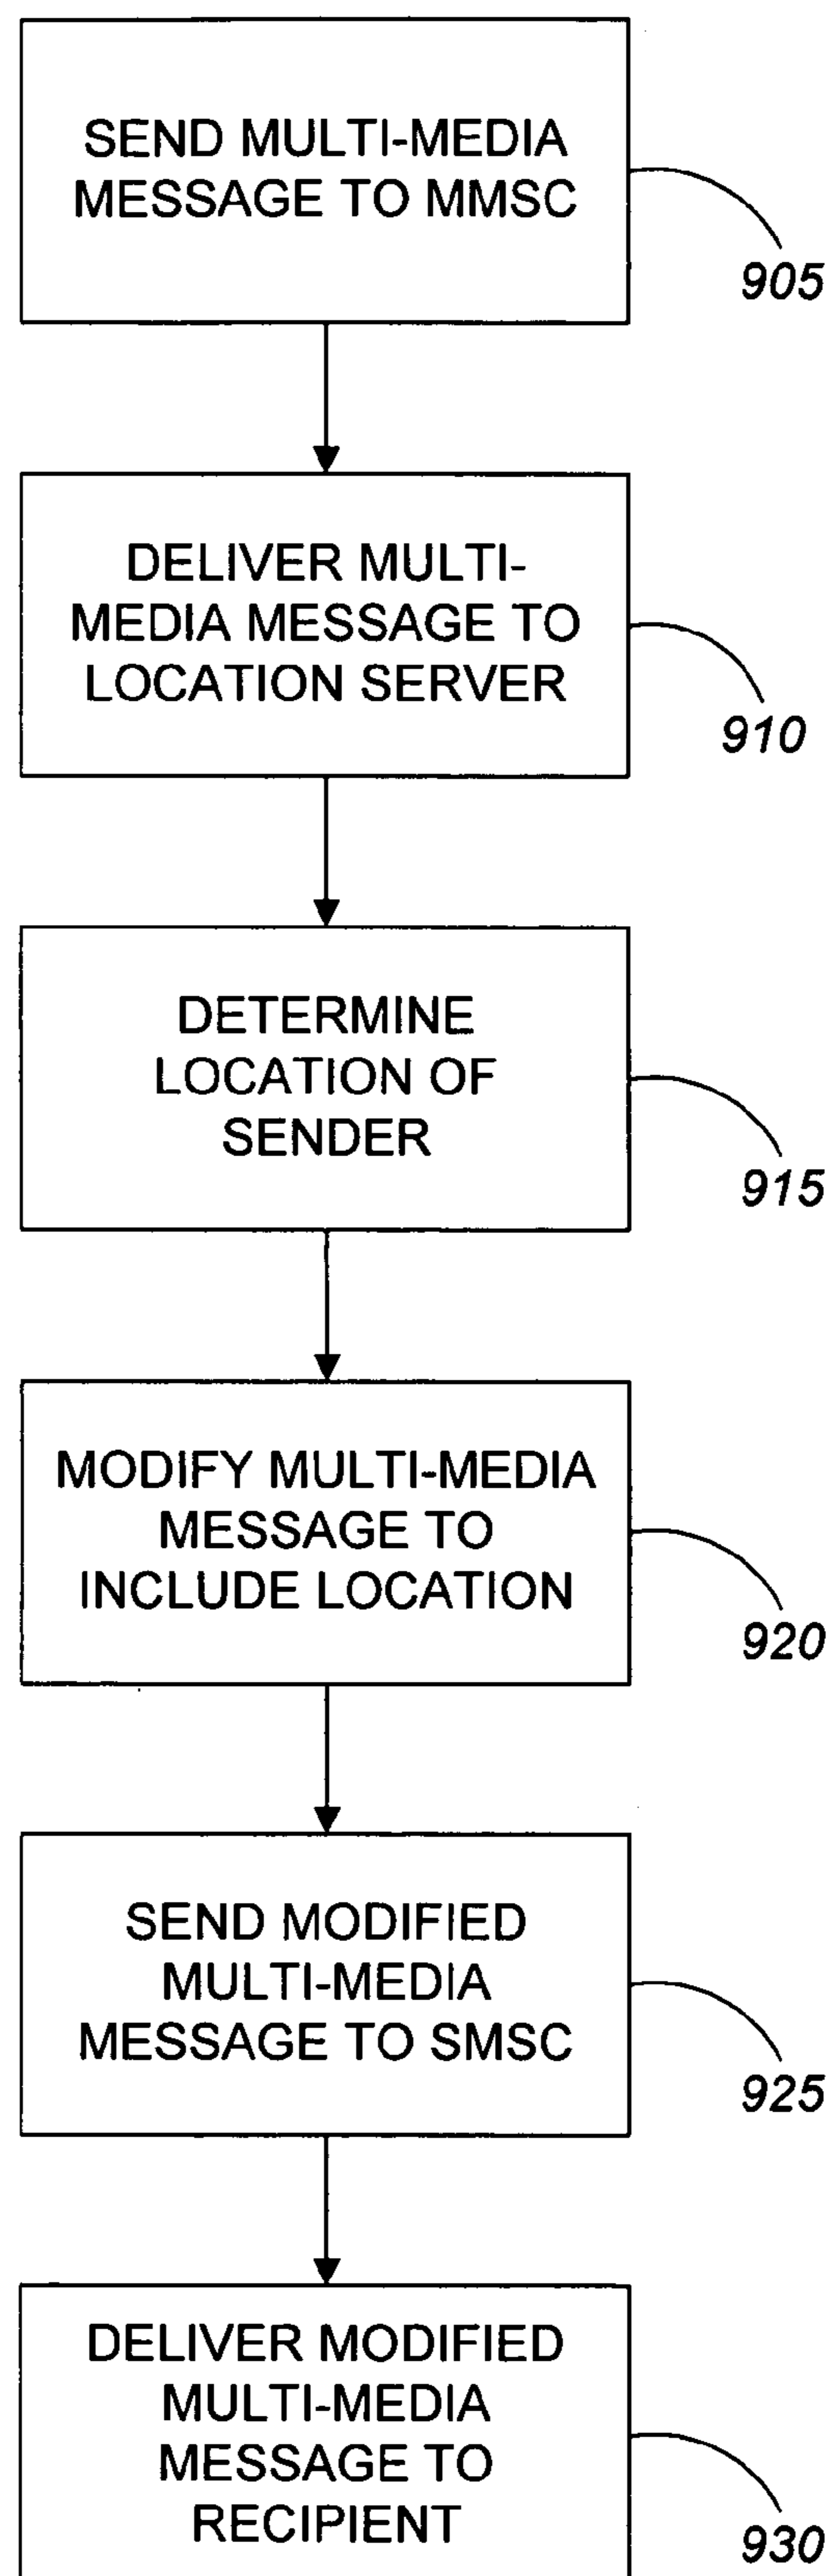 SEND MULTI-MEDIA
MESSAGE TO MMSC
905
DELIVER MULTI-
MEDIA MESSAGE TO
LOCATION SERVER
910
DETERMINE
LOCATION OF
SENDER
915
MODIFY MULTI-MEDIA
MESSAGE TO
INCLUDE LOCATION
920
SEND MODIFIED
MULTI-MEDIA
MESSAGE TO SMSC
925
DELIVER MODIFIED
MULTI-MEDIA
MESSAGE TO
RECIPIENT
930